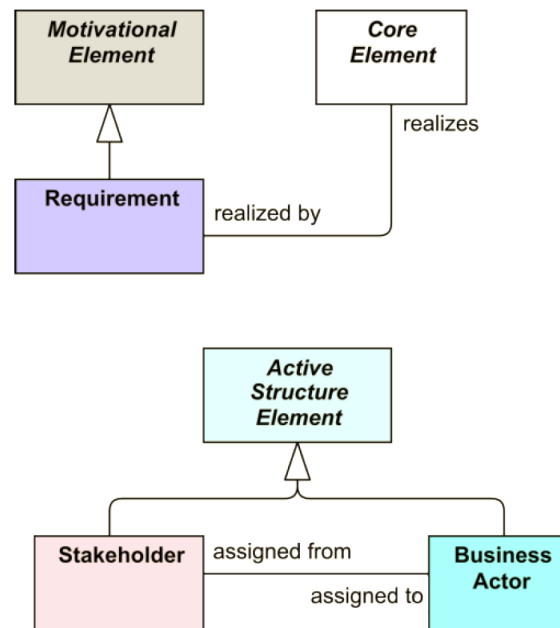 Motivational
Element
Core
Element
realizes
Requirement
realized by
Active
Structure
Element
Stakeholder
assigned from
Business
Actor
assigned to